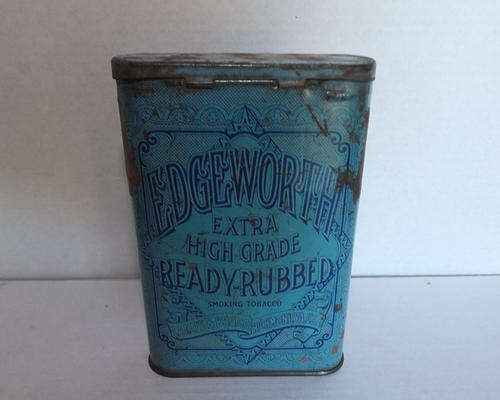 EDGEWORTH
EXTRA
HIGH GRADE
READY-RUBBED
SMOKING TOBACCO